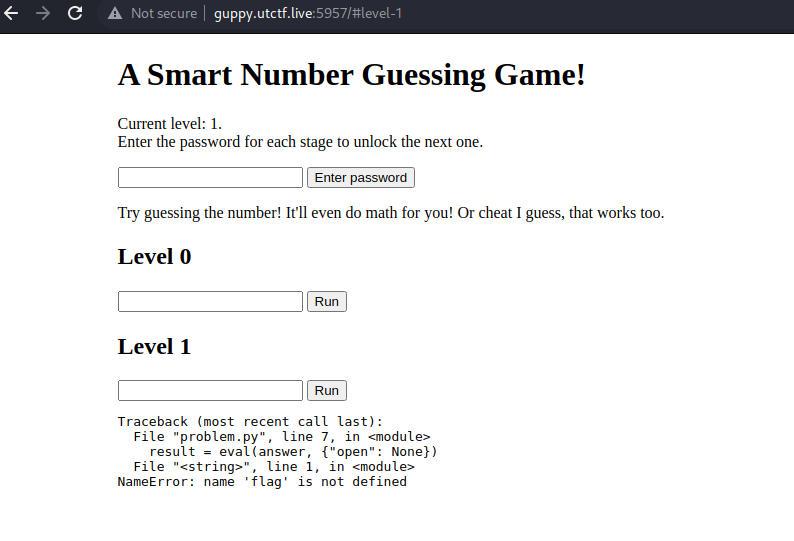 Not secure guppy.utctf.live:5957/#level-1
A Smart Number Guessing Game!
Current level: 1.
Enter the password for each stage to unlock the next one.
Enter password
Try guessing the number! It'll even do math for you! Or cheat I guess, that works too.
Level 0
Run
Level 1
Run
Traceback (most recent call last):
  File "problem.py", line 7, in <module>
    result = eval(answer, {"open": None})
  File "<string>", line 1, in <module>
NameError: name 'flag' is not defined